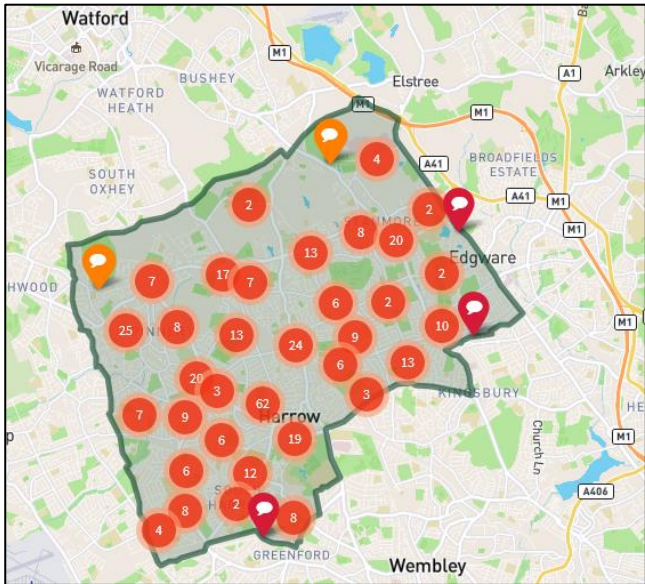 Watford
Vicarage Road
BUSHEY
M1
A1
Arkley
Elstree
WATFORD
HEATH
M1
M1
SOUTH
OXHEY
4
A41
BROADFIELDS
ESTATE
A41
M1
2
2
8
20
Edgware
13
HWOOD
7
17
7
2
6
2
M1
25
8
13
24
9
10
6
13
20
3
3
KINGSBURY
62
7
9
Harrow
6
19
Church Ln
M1
6
12
A406
8
2
8
4
GREENFORD
Wembley